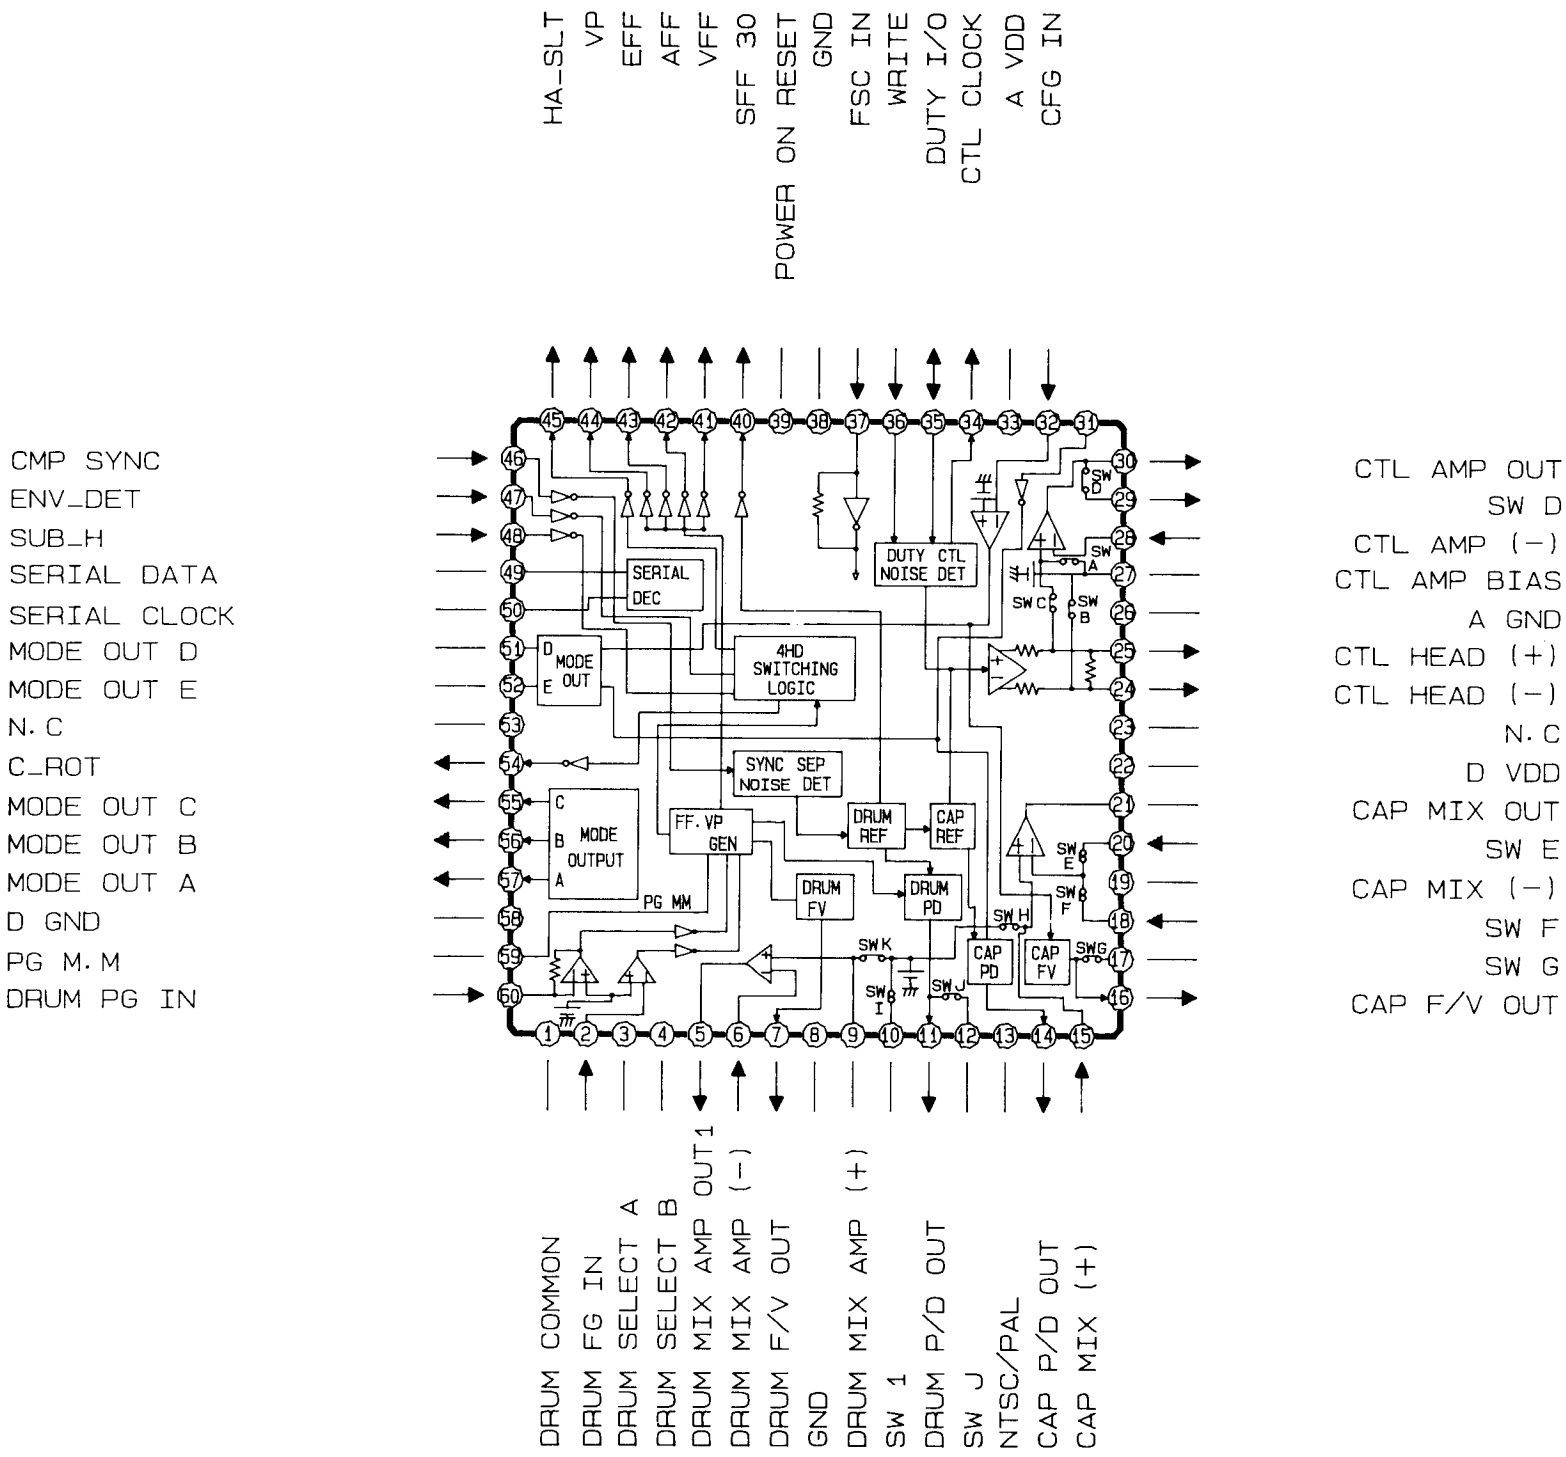 HA_SLT
VP
EFF
AFF
VFF
SFF 30
POWER ON RESET
GND
FSC IN
WRITE
DUTY I/O
CTL CLOCK
A VDD
CFG IN
45
44
43
42
41
40
39
38
37
36
35
34
33
32
31
CMP SYNC
ENV_DET
SUB_H
SERIAL DATA
SERIAL CLOCK
MODE OUT D
MODE OUT E
N.C
C_ROT
MODE OUT C
MODE OUT B
MODE OUT A
D GND
PG M.M
DRUM PG IN
46
47
48
49
50
51
52
53
54
55
56
57
58
59
60
SERIAL
DEC
D
E
MODE
OUT
4HD
SWITCHING
LOGIC
DUTY CTL
NOISE DET
+ -
SW
D
+ -
SW
A
SW C
SW
B
+
-
SYNC SEP
NOISE DET
C
B
A
MODE
OUTPUT
FF.VP
GEN
DRUM
REF
CAP
REF
+ -
SW
E
SW
F
DRUM
FV
DRUM
PD
PG MM
SW H
SW K
CAP
PD
CAP
FV
SW G
- +
+ -
+
-
SW
I
SW J
30
29
28
27
26
25
24
23
22
21
20
19
18
17
16
CTL AMP OUT
SW D
CTL AMP (-)
CTL AMP BIAS
A GND
CTL HEAD (+)
CTL HEAD (-)
N.C
D VDD
CAP MIX OUT
SW E
CAP MIX (-)
SW F
SW G
CAP F/V OUT
1
2
3
4
5
6
7
8
9
10
11
12
13
14
15
DRUM COMMON
DRUM FG IN
DRUM SELECT A
DRUM SELECT B
DRUM MIX AMP OUT1
DRUM MIX AMP (-)
DRUM F/V OUT
GND
DRUM MIX AMP (+)
SW 1
DRUM P/D OUT
SW J
NTSC/PAL
CAP P/D OUT
CAP MIX (+)